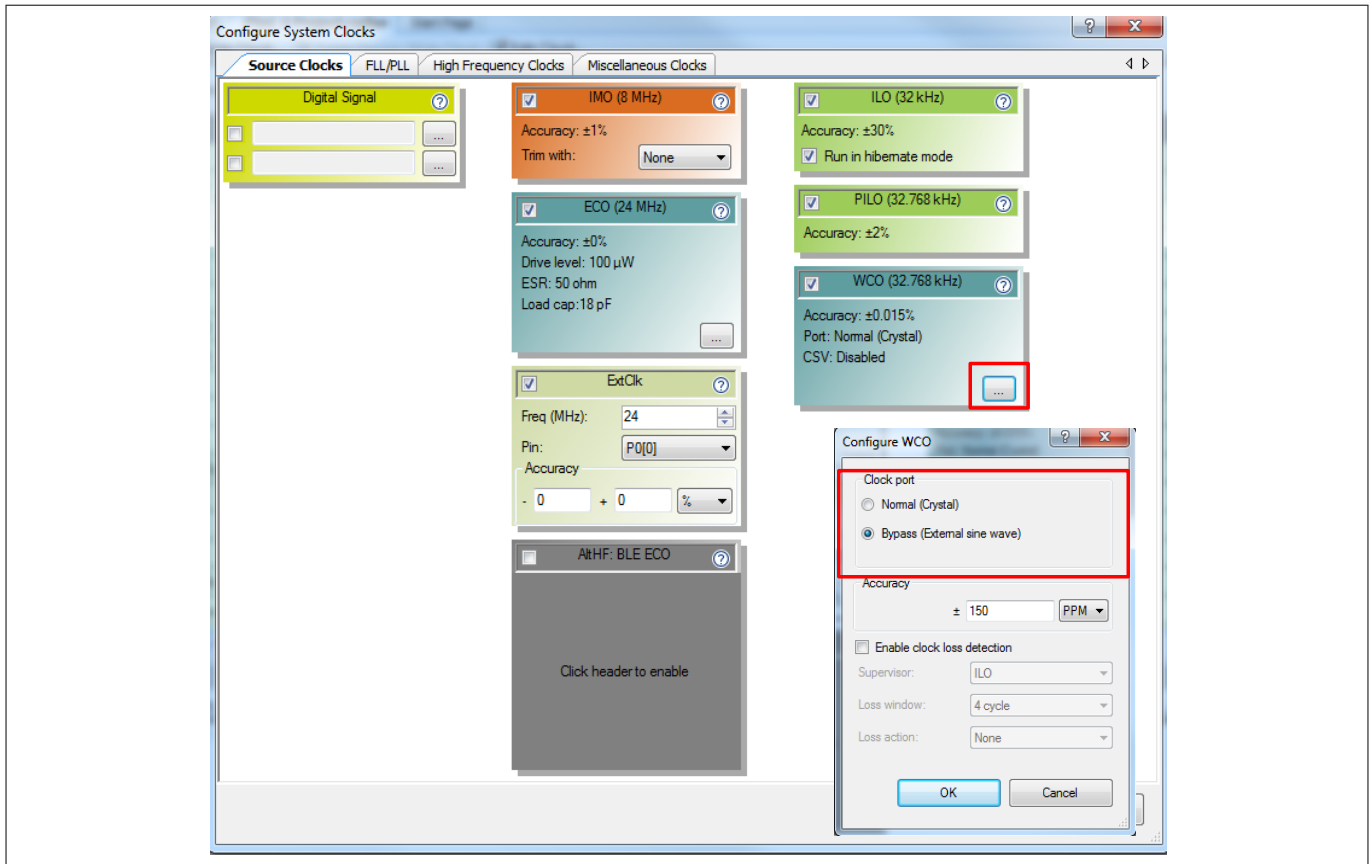 Configure System Clocks
Source Clocks FLL/PLL High Frequency Clocks Miscellaneous Clocks
Digital Signal
...
...
IMO (8 MHz)
Accuracy: ±1%
Trim with: None
ECO (24 MHz)
Accuracy: ±0%
Drive level: 100 µW
ESR: 50 ohm
Load cap:18 pF
...
ExtClk
Freq (MHz): 24
Pin: P0[0]
Accuracy
- 0 + 0 %
AltHF: BLE ECO
Click header to enable
ILO (32 kHz)
Accuracy: ±30%
Run in hibernate mode
PILO (32.768 kHz)
Accuracy: ±2%
WCO (32.768 kHz)
Accuracy: ±0.015%
Port: Normal (Crystal)
CSV: Disabled
...
Configure WCO
Clock port
Normal (Crystal)
Bypass (External sine wave)
Accuracy
± 150 PPM
Enable clock loss detection
Supervisor: ILO
Loss window: 4 cycle
Loss action: None
OK Cancel